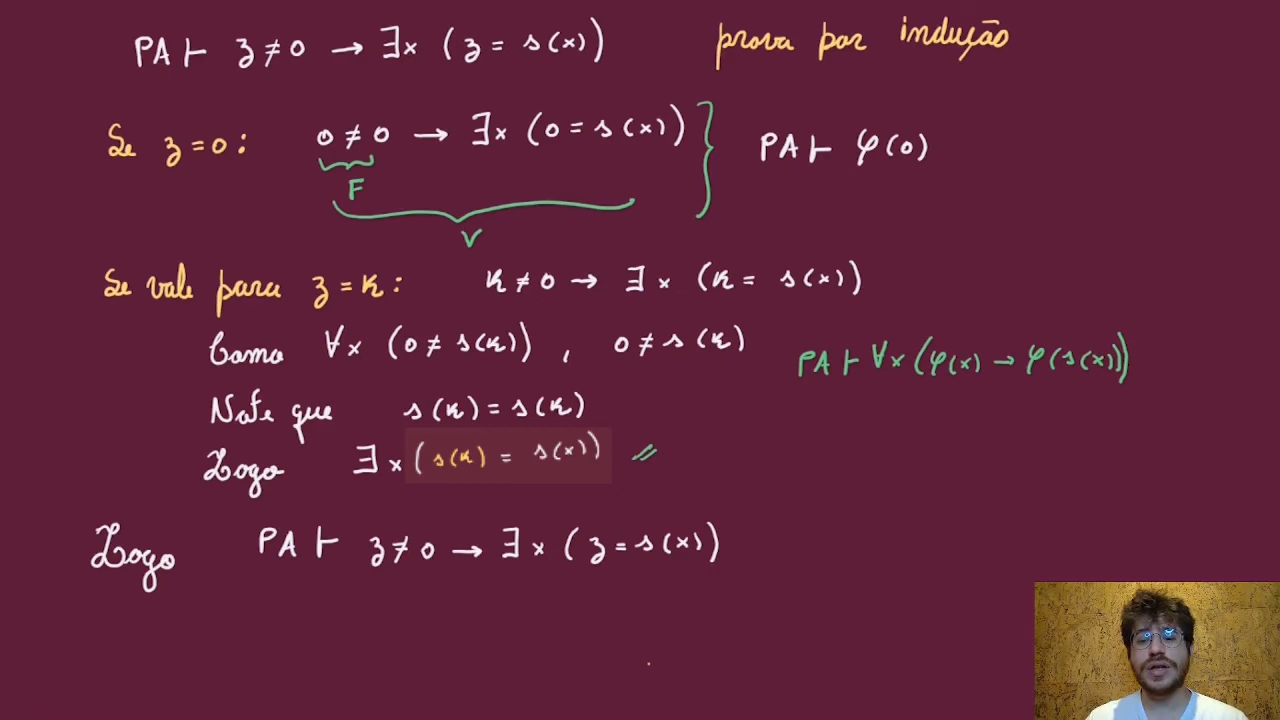 PA ⊢ z ≠ 0 → ∃x (z = s(x)) prova por indução
Se z = 0 : 0 ≠ 0 → ∃x (0 = s(x)) PA ⊢ φ(0)
F
V
Se vale para z = k : k ≠ 0 → ∃x (k = s(x))
Como ∀x (0 ≠ s(k)) , 0 ≠ s(k)
PA ⊢ ∀x (φ(x) → φ(s(x)))
Note que s(k) = s(k)
Logo ∃x (s(k) = s(x)) //
Logo PA ⊢ z ≠ 0 → ∃x (z = s(x))